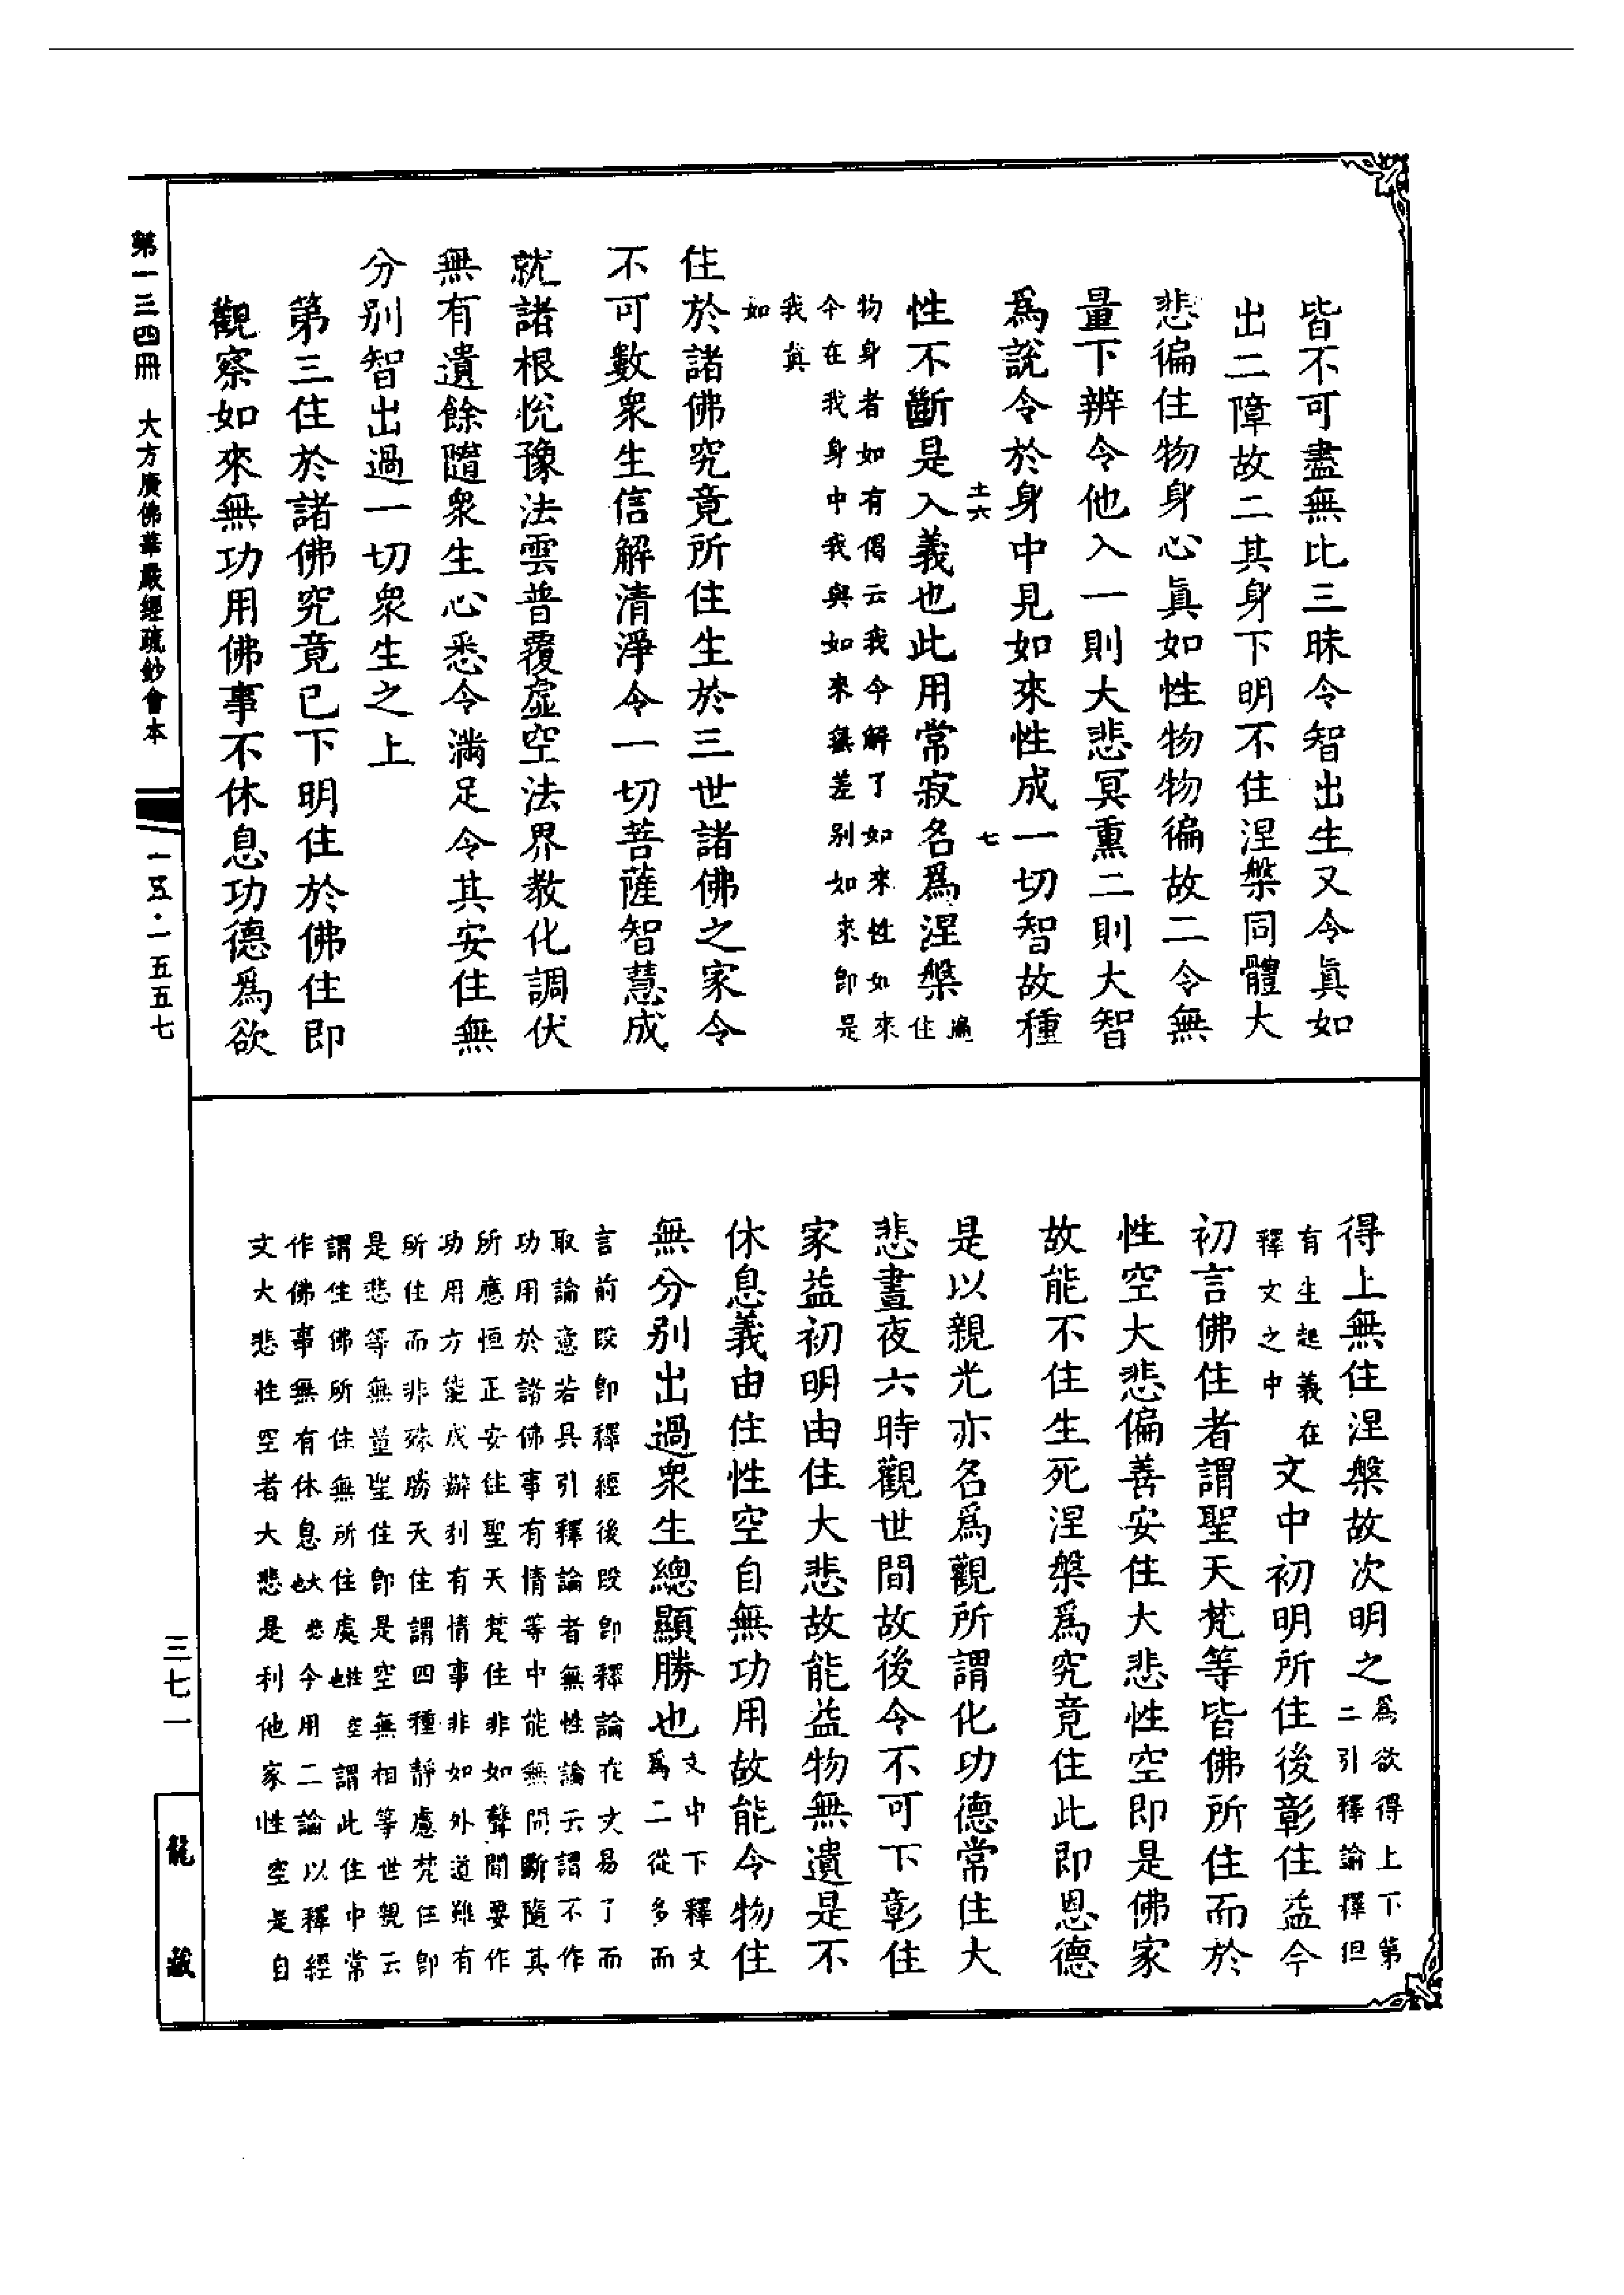 皆不可盡無比三昧令智出生又令眞如
出二障故二其身下明不住涅槃同體大
悲徧住物身心眞如性物物徧故二令無
量下辨令他入一則大悲冥熏二則大智
爲說令於身中見如來性成一切智故種
性不斷是入義也此用常寂名爲涅槃
遍
住
物身者如有偈云我今解了如來性如來
今在我身中我與如來無差別如來即是
我眞
如
住於諸佛究竟所住生於三世諸佛之家令
不可數衆生信解清淨令一切菩薩智慧成
就諸根悅豫法雲普覆虛空法界教化調伏
無有遺餘隨衆生心悉令滿足令其安住無
分別智出過一切衆生之上
第三住於諸佛究竟已下明住於佛住即
觀察如來無功用佛事不休息功德爲欲
得上無住涅槃故次明之
爲欲得上下第
二引釋論釋但
有生起義在
釋文之中
文中初明所住後彰住益今
初言佛住者謂聖天梵等皆佛所住而於
性空大悲偏善安住大悲性空即是佛家
故能不住生死涅槃爲究竟住此即恩德
是以親光亦名爲觀所謂化功德常住大
悲晝夜六時觀世間故後令不可下彰住
家益初明由住大悲故能益物無遺是不
休息義由住性空自無功用故能令物住
無分別出過衆生總顯勝也
文中下釋文
爲二從多而
言前段即釋經後段即釋論在文易了而
取論意若具引釋論者無性論云謂不作
功用於諸佛事有情等中能無間斷隨其
所應恒正安住聖天梵住非如聲聞要作
功用方能成辦利有情事非如外道雖有
所住而非殊勝天住謂四種靜慮梵住即
是悲等無量聖住即是空無相等世親云
謂住佛所住無所住處也性空謂此住中常
作佛事無有休息也大悲今用二論以釋經
文大悲性空者大悲是利他家性空是自
第一三四冊　大方廣佛華嚴經疏鈔會本
一五·一五五七
三七一
龍藏